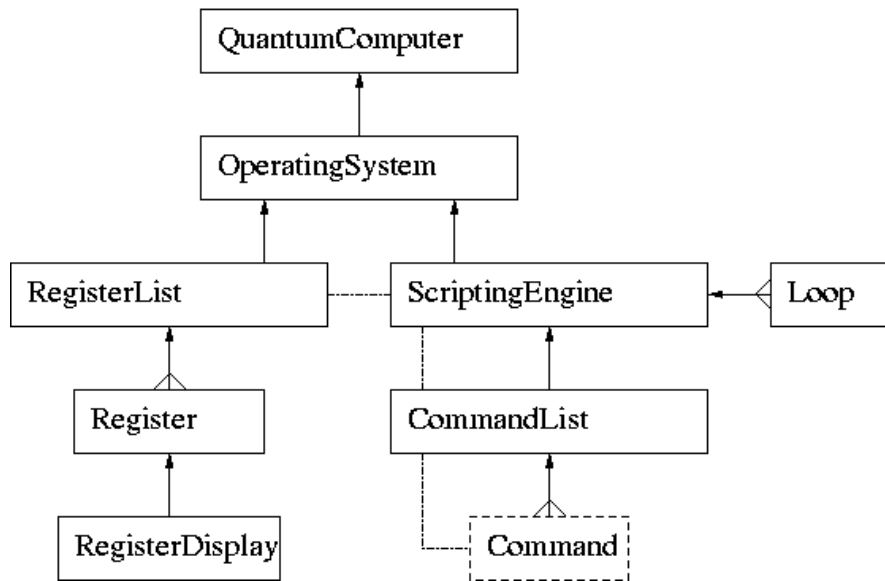 QuantumComputer
OperatingSystem
RegisterList
ScriptingEngine
Loop
Register
CommandList
RegisterDisplay
Command